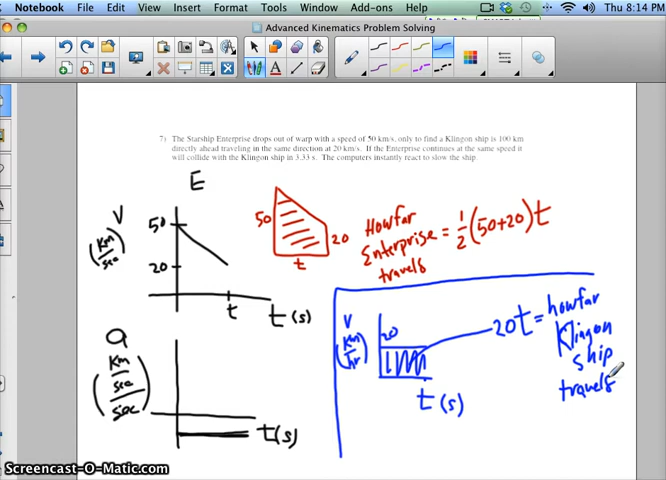 Notebook File Edit View Insert Format Tools Window Help Thu 8:14 PM
Advanced Kinematics Problem Solving
7) The Starship Enterprise drops out of warp with a speed of 50 km/s, only to find a Klingon ship is 100 km
directly ahead traveling in the same direction at 20 km/s. If the Enterprise continues at the same speed it
will collide with the Klingon ship in 3.33 s. The computers instantly react to slow the ship.
E
V
(Km/sec)
50
20
t
t(s)
50
20
t
How far
Enterprise = 1/2 (50+20) t
travels
a
(Km/sec/sec)
t(s)
V
(Km/hr)
20
t(s)
20t = how far
Klingon
ship
travels
Screencast-O-Matic.com